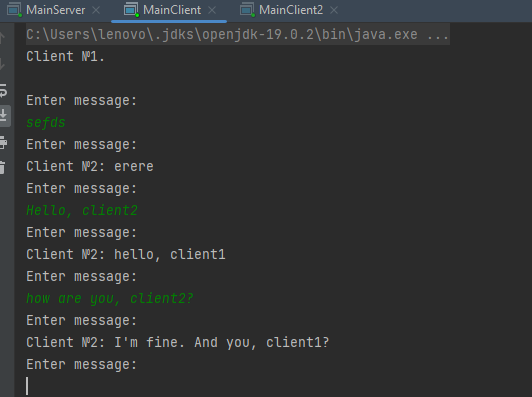 MainServer MainClient MainClient2
C:\Users\lenovo\.jdks\openjdk-19.0.2\bin\java.exe ...
Client №1.
Enter message:
sefds
Enter message:
Client №2: erere
Enter message:
Hello, client2
Enter message:
Client №2: hello, client1
Enter message:
how are you, client2?
Enter message:
Client №2: I'm fine. And you, client1?
Enter message: